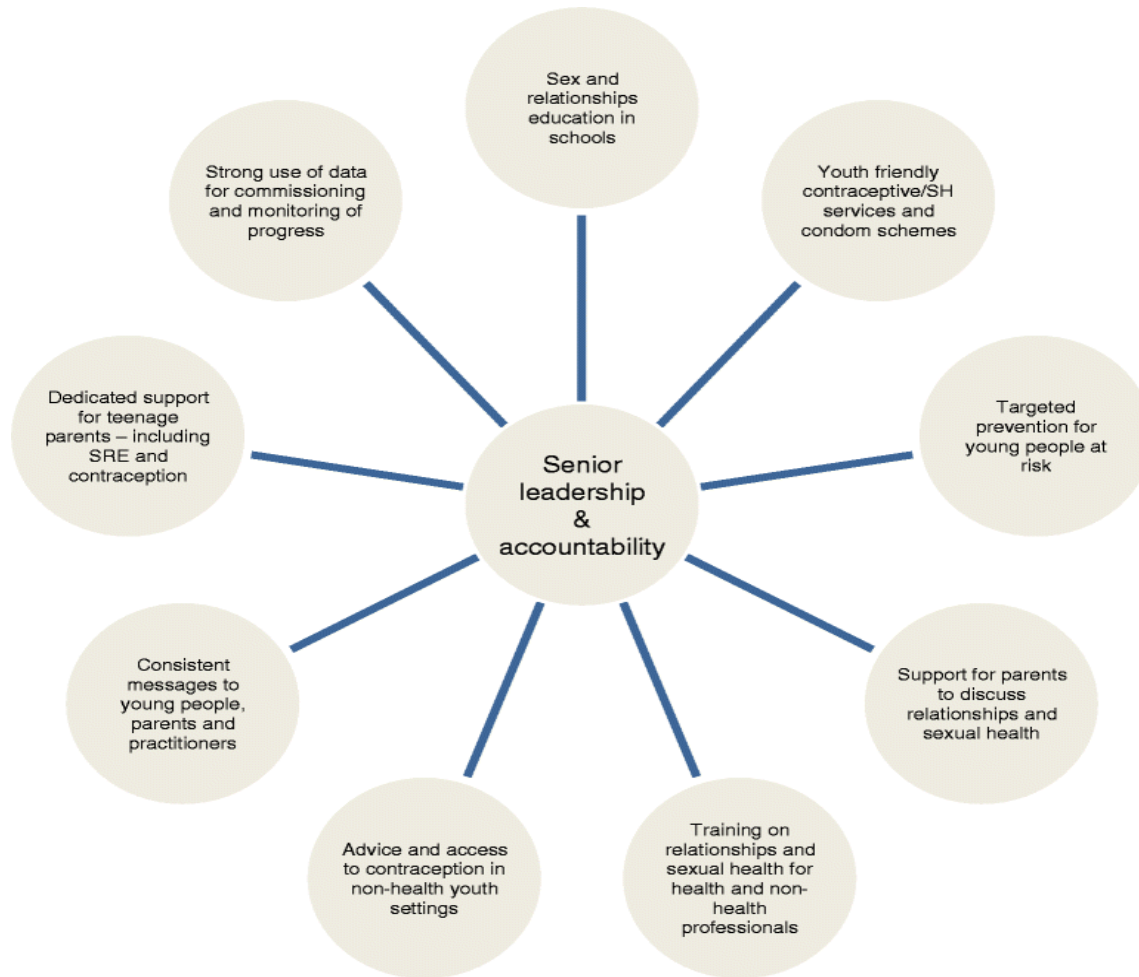 Sex and
relationships
education in
schools
Youth friendly
contraceptive/SH
services and
condom schemes
Targeted
prevention for
young people at
risk
Support for parents
to discuss
relationships and
sexual health
Training on
relationships and
sexual health for
health and non-
health
professionals
Advice and access
to contraception in
non-health youth
settings
Consistent
messages to
young people,
parents and
practitioners
Dedicated support
for teenage
parents – including
SRE and
contraception
Strong use of data
for commissioning
and monitoring of
progress
Senior
leadership
&
accountability